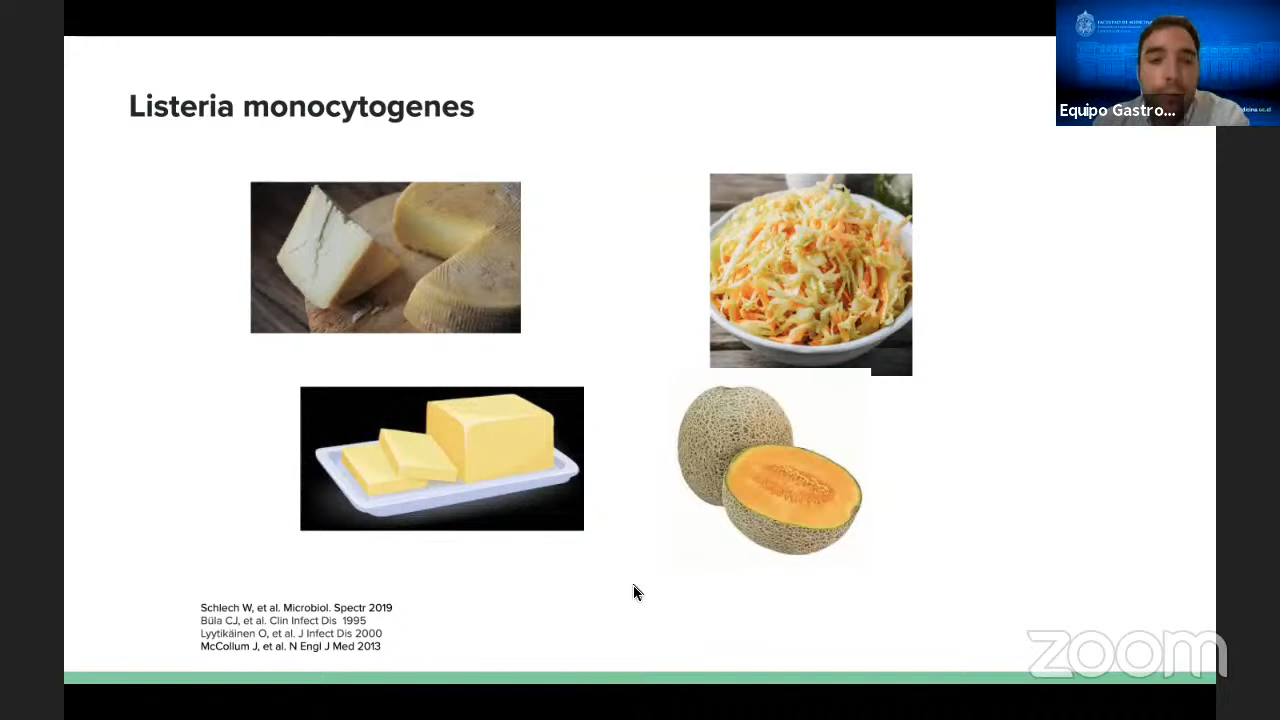 Listeria monocytogenes
Equipo Gastro...
Schlech W, et al. Microbiol. Spectr 2019
Büla CJ, et al. Clin Infect Dis 1995
Lyytikäinen O, et al. J Infect Dis 2000
McCollum J, et al. N Engl J Med 2013
zoom